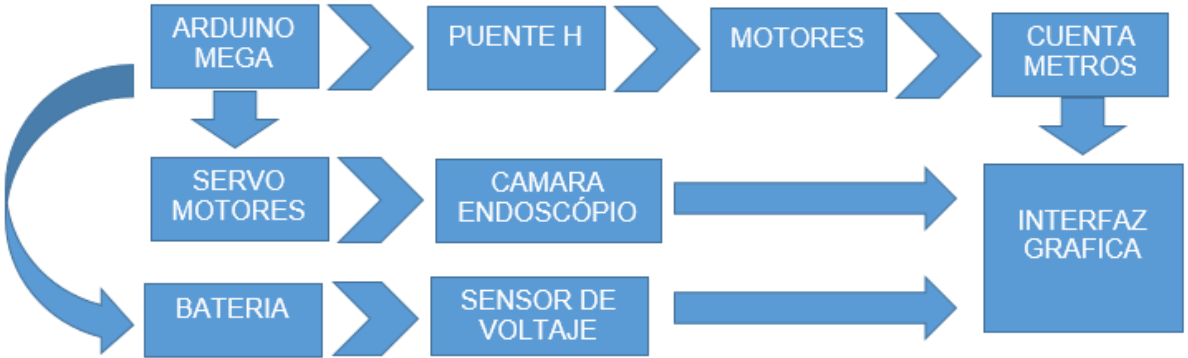 ARDUINO
MEGA
PUENTE H
MOTORES
CUENTA
METROS
SERVO
MOTORES
CAMARA
ENDOSCÓPIO
INTERFAZ
GRAFICA
BATERIA
SENSOR DE
VOLTAJE